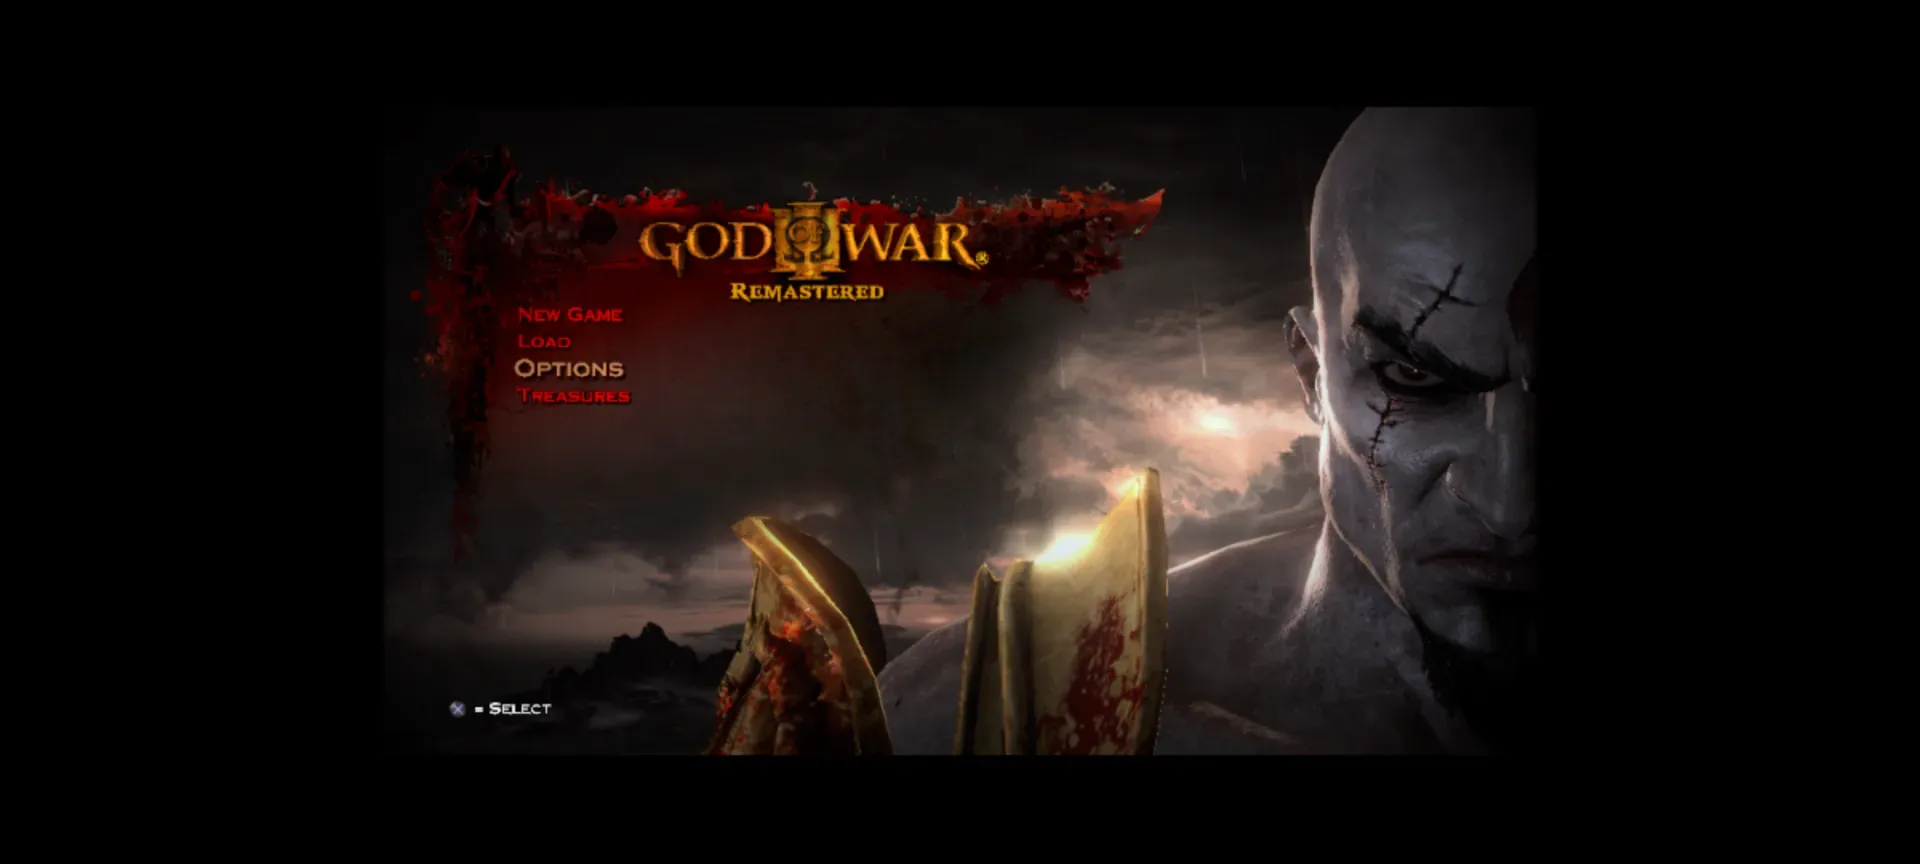 GOD OF WAR®
III
REMASTERED
NEW GAME
LOAD
OPTIONS
TREASURES
= SELECT